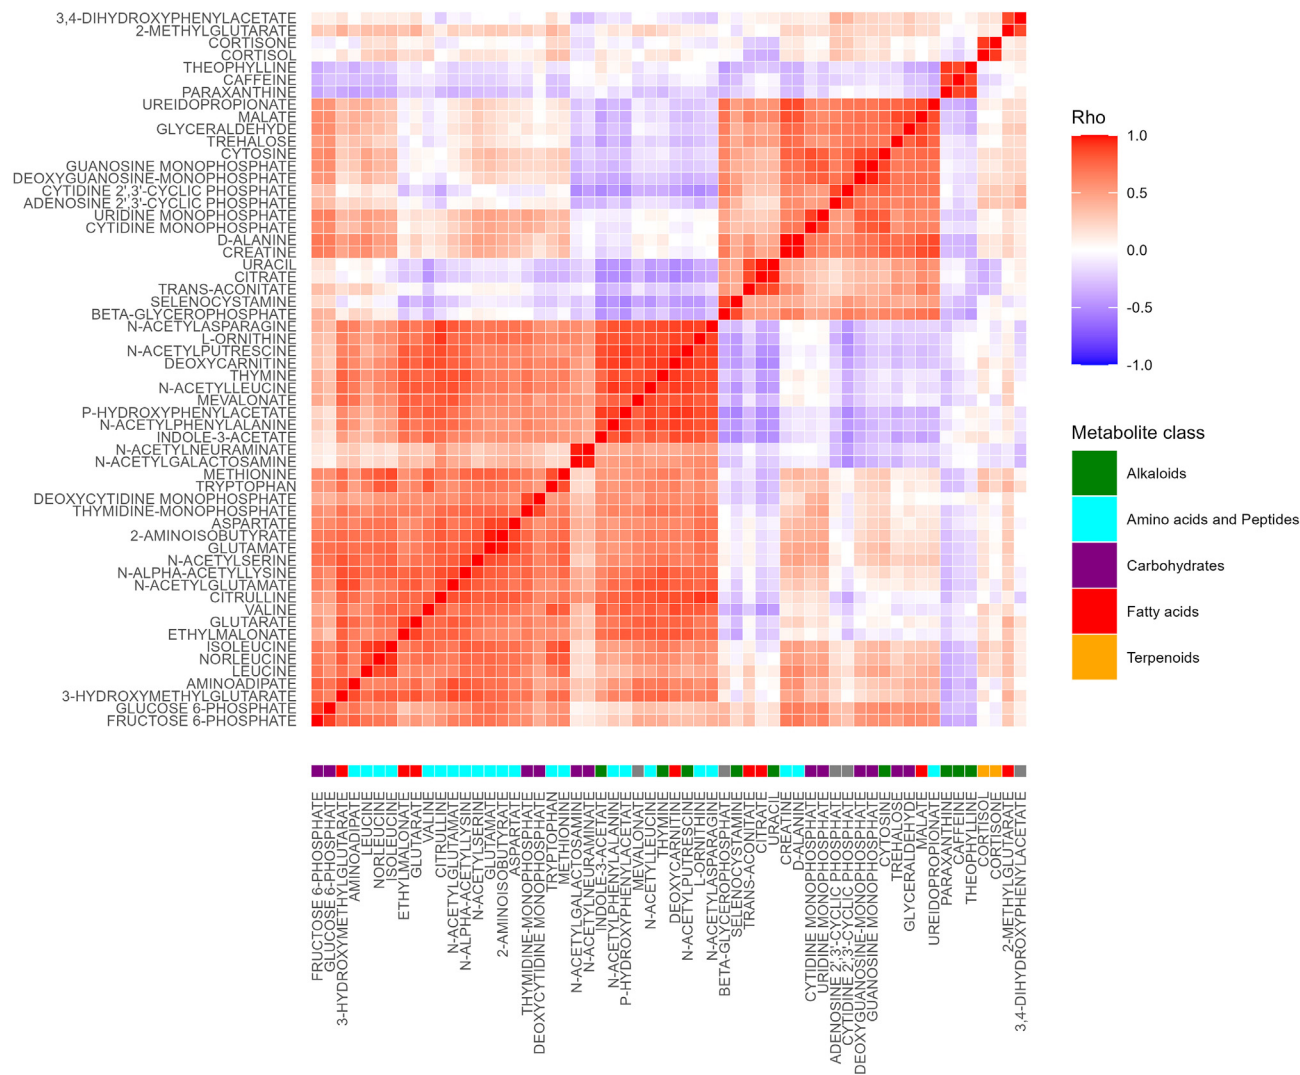 3,4-DIHYDROXYPHENYLACETATE
2-METHYLGLUTARATE
CORTISONE
CORTISOL
THEOPHYLLINE
CAFFEINE
PARAXANTHINE
UREIDOPROPIONATE
MALATE
GLYCERALDEHYDE
TREHALOSE
CYTOSINE
GUANOSINE MONOPHOSPHATE
DEOXYGUANOSINE-MONOPHOSPHATE
CYTIDINE 2',3'-CYCLIC PHOSPHATE
ADENOSINE 2',3'-CYCLIC PHOSPHATE
URIDINE MONOPHOSPHATE
CYTIDINE MONOPHOSPHATE
D-ALANINE
CREATINE
URACIL
CITRATE
TRANS-ACONITATE
SELENOCYSTAMINE
BETA-GLYCEROPHOSPHATE
N-ACETYLASPARAGINE
L-ORNITHINE
N-ACETYLPUTRESCINE
DEOXYCARNITINE
THYMINE
N-ACETYLLEUCINE
MEVALONATE
P-HYDROXYPHENYLACETATE
N-ACETYLPHENYLALANINE
INDOLE-3-ACETATE
N-ACETYLNEURAMINATE
N-ACETYLGALACTOSAMINE
METHIONINE
TRYPTOPHAN
DEOXYCYTIDINE MONOPHOSPHATE
THYMIDINE-MONOPHOSPHATE
ASPARTATE
2-AMINOISOBUTYRATE
GLUTAMATE
N-ACETYLSERINE
N-ALPHA-ACETYLLYSINE
N-ACETYLGLUTAMATE
CITRULLINE
VALINE
GLUTARATE
ETHYLMALONATE
ISOLEUCINE
NORLEUCINE
LEUCINE
AMINOADIPATE
3-HYDROXYMETHYLGLUTARATE
GLUCOSE 6-PHOSPHATE
FRUCTOSE 6-PHOSPHATE
Rho
1.0
0.5
0.0
-0.5
-1.0
Metabolite class
Alkaloids
Amino acids and Peptides
Carbohydrates
Fatty acids
Terpenoids
FRUCTOSE 6-PHOSPHATE
GLUCOSE 6-PHOSPHATE
3-HYDROXYMETHYLGLUTARATE
AMINOADIPATE
LEUCINE
NORLEUCINE
ISOLEUCINE
ETHYLMALONATE
GLUTARATE
VALINE
CITRULLINE
N-ACETYLGLUTAMATE
N-ALPHA-ACETYLLYSINE
N-ACETYLSERINE
GLUTAMATE
2-AMINOISOBUTYRATE
ASPARTATE
THYMIDINE-MONOPHOSPHATE
DEOXYCYTIDINE MONOPHOSPHATE
TRYPTOPHAN
METHIONINE
N-ACETYLGALACTOSAMINE
N-ACETYLNEURAMINATE
INDOLE-3-ACETATE
N-ACETYLPHENYLALANINE
P-HYDROXYPHENYLACETATE
MEVALONATE
N-ACETYLLEUCINE
THYMINE
DEOXYCARNITINE
N-ACETYLPUTRESCINE
L-ORNITHINE
N-ACETYLASPARAGINE
BETA-GLYCEROPHOSPHATE
SELENOCYSTAMINE
TRANS-ACONITATE
CITRATE
URACIL
CREATINE
D-ALANINE
CYTIDINE MONOPHOSPHATE
URIDINE MONOPHOSPHATE
ADENOSINE 2',3'-CYCLIC PHOSPHATE
CYTIDINE 2',3'-CYCLIC PHOSPHATE
DEOXYGUANOSINE-MONOPHOSPHATE
GUANOSINE MONOPHOSPHATE
CYTOSINE
TREHALOSE
GLYCERALDEHYDE
MALATE
UREIDOPROPIONATE
PARAXANTHINE
CAFFEINE
THEOPHYLLINE
CORTISOL
CORTISONE
2-METHYLGLUTARATE
3,4-DIHYDROXYPHENYLACETATE